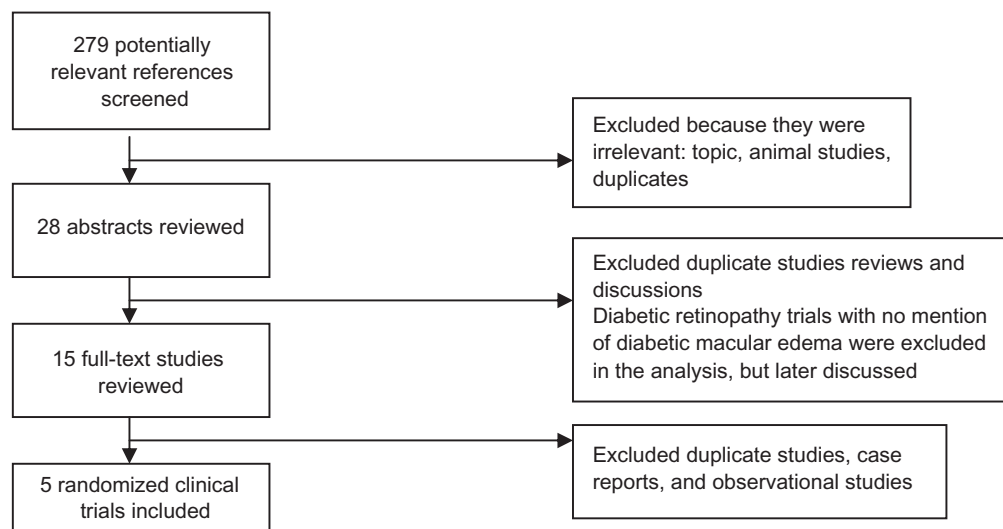 279 potentially
relevant references
screened
Excluded because they were
irrelevant: topic, animal studies,
duplicates
28 abstracts reviewed
Excluded duplicate studies reviews and
discussions
Diabetic retinopathy trials with no mention
of diabetic macular edema were excluded
in the analysis, but later discussed
15 full-text studies
reviewed
Excluded duplicate studies, case
reports, and observational studies
5 randomized clinical
trials included